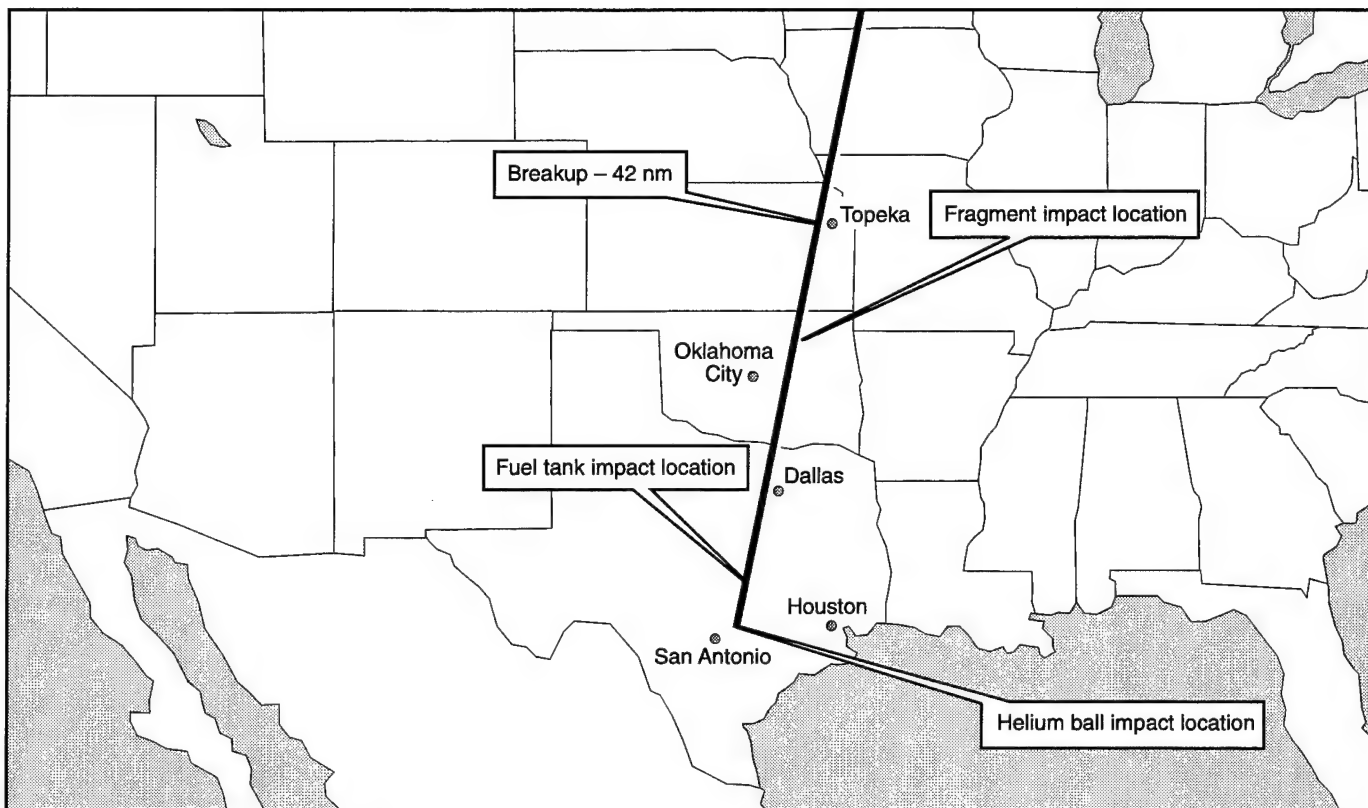 Breakup – 42 nm
Topeka
Fragment impact location
Oklahoma
City
Fuel tank impact location
Dallas
Houston
San Antonio
Helium ball impact location